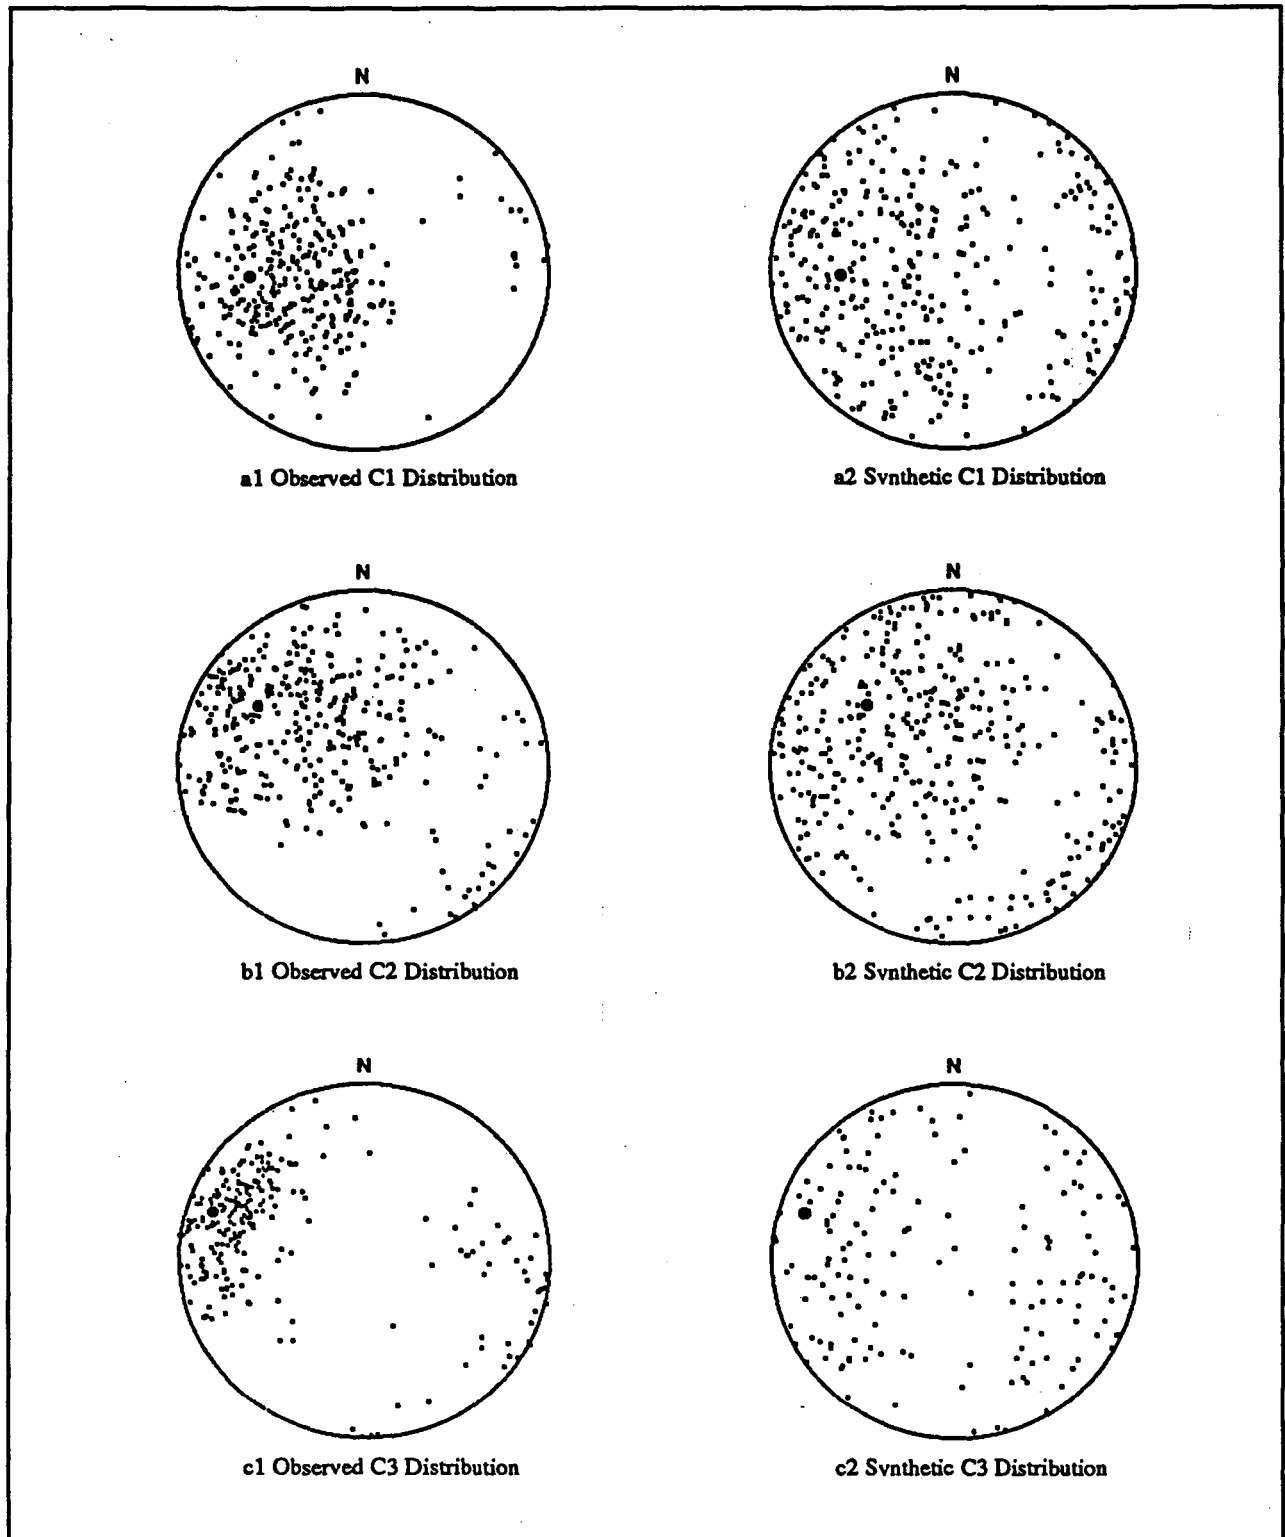 N
N
a1 Observed C1 Distribution
a2 Synthetic C1 Distribution
N
N
b1 Observed C2 Distribution
b2 Synthetic C2 Distribution
N
N
c1 Observed C3 Distribution
c2 Synthetic C3 Distribution